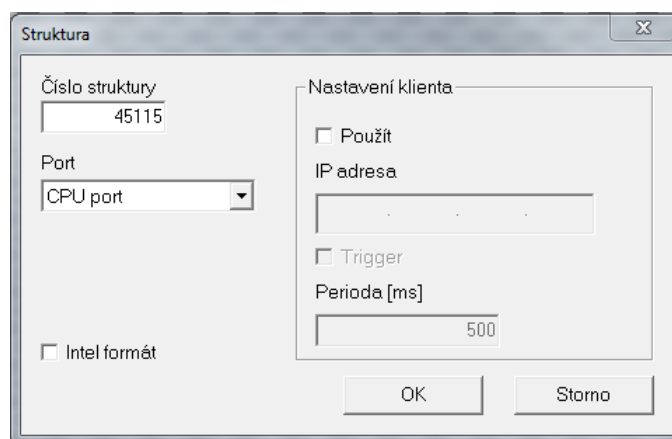 Struktura
Číslo struktury
45115
Port
CPU port
Intel formát
Nastavení klienta
Použít
IP adresa
. . .
Trigger
Perioda [ms]
500
OK
Storno